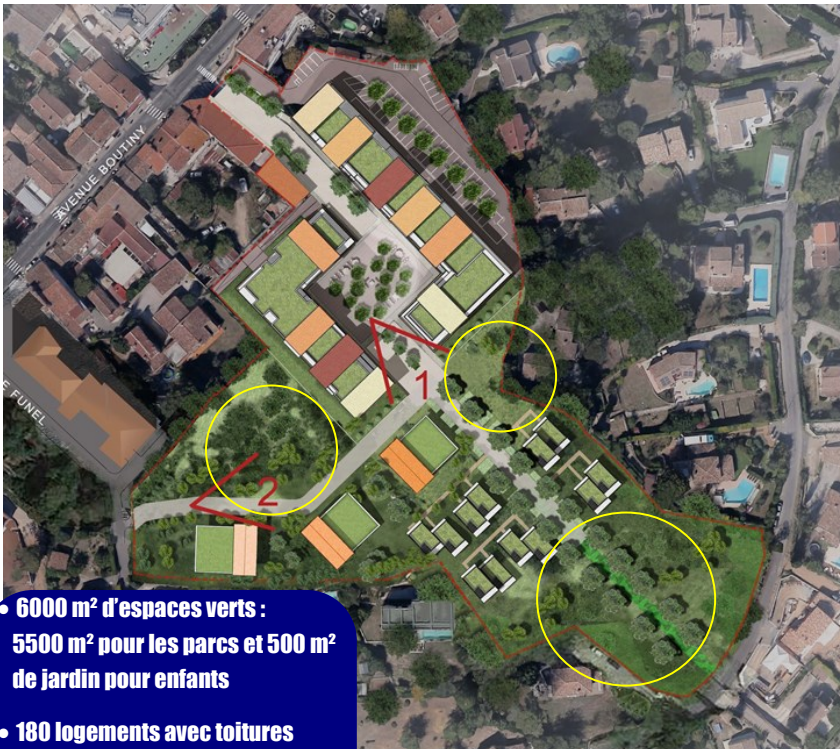 AVENUE BOUTINY
E FUNEL
1
2
• 6000 m² d'espaces verts :
5500 m² pour les parcs et 500 m²
de jardin pour enfants
• 180 logements avec toitures